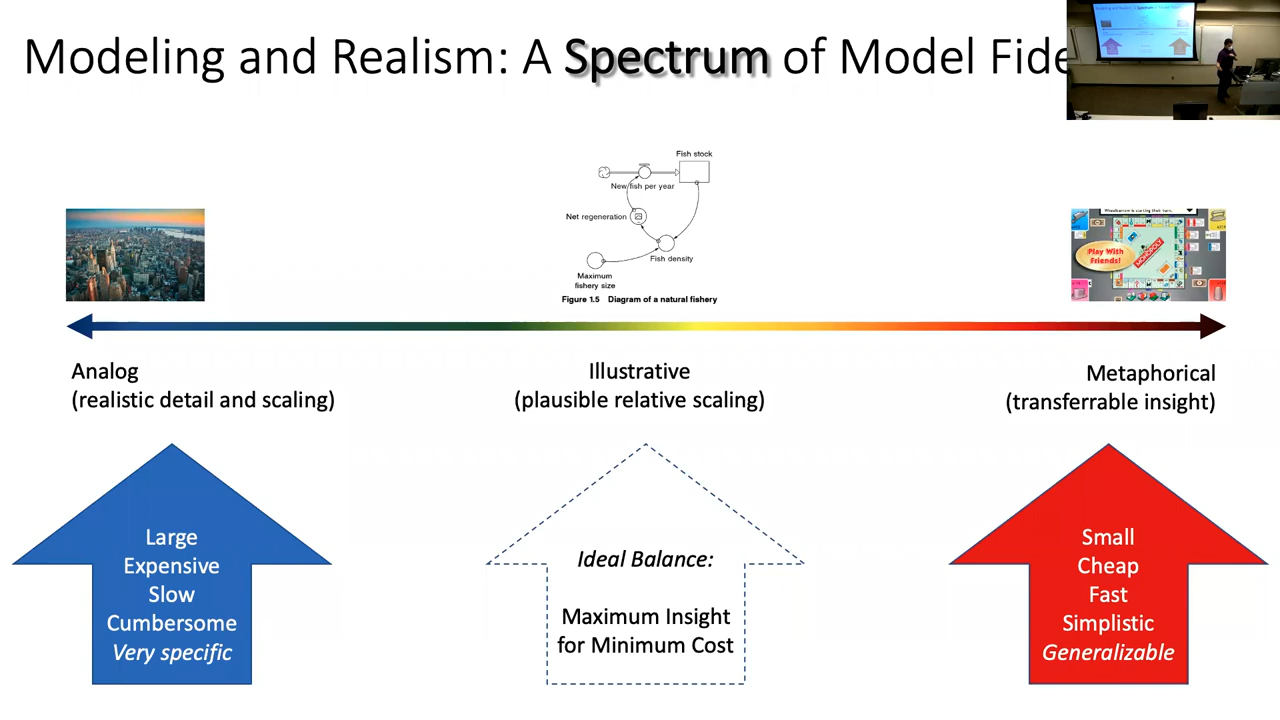 Modeling and Realism: A Spectrum of Model Fide
Fish stock
New fish per year
Net regeneration
Fish density
Maximum
fishery size
Figure 1.5 Diagram of a natural fishery
Play With
Friends!
MONOPOLY
Analog
(realistic detail and scaling)
Illustrative
(plausible relative scaling)
Metaphorical
(transferrable insight)
Large
Expensive
Slow
Cumbersome
Very specific
Ideal Balance:
Maximum Insight
for Minimum Cost
Small
Cheap
Fast
Simplistic
Generalizable